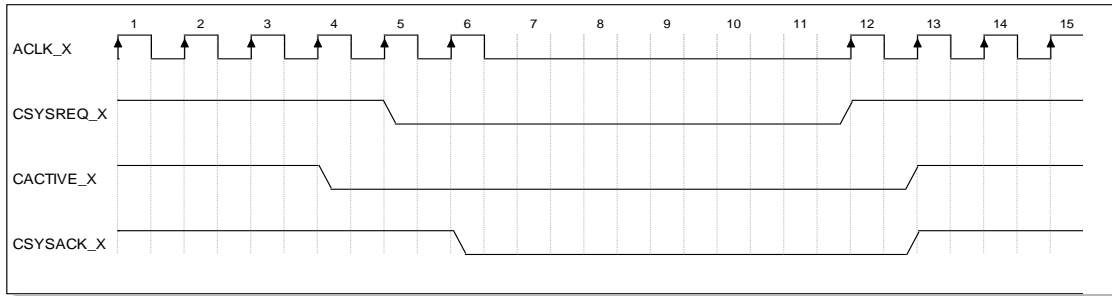 1 2 3 4 5 6 7 8 9 10 11 12 13 14 15
ACLK_X
CSYSREQ_X
CACTIVE_X
CSYSACK_X